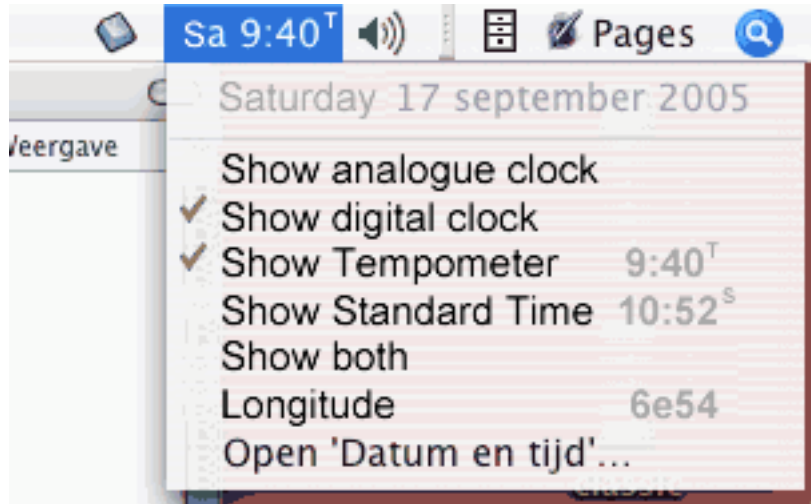 Sa 9:40ᵀ Pages
Saturday 17 september 2005
Show analogue clock
Show digital clock
Show Tempometer 9:40ᵀ
Show Standard Time 10:52ˢ
Show both
Longitude 6e54
Open 'Datum en tijd'...
classic